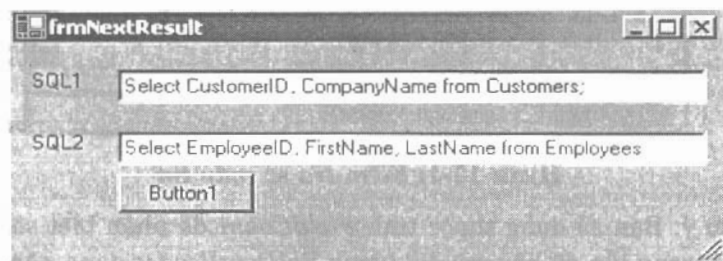 frmNextResult
SQL1 Select CustomerID, CompanyName from Customers;
SQL2 Select EmployeeID, FirstName, LastName from Employees
Button1